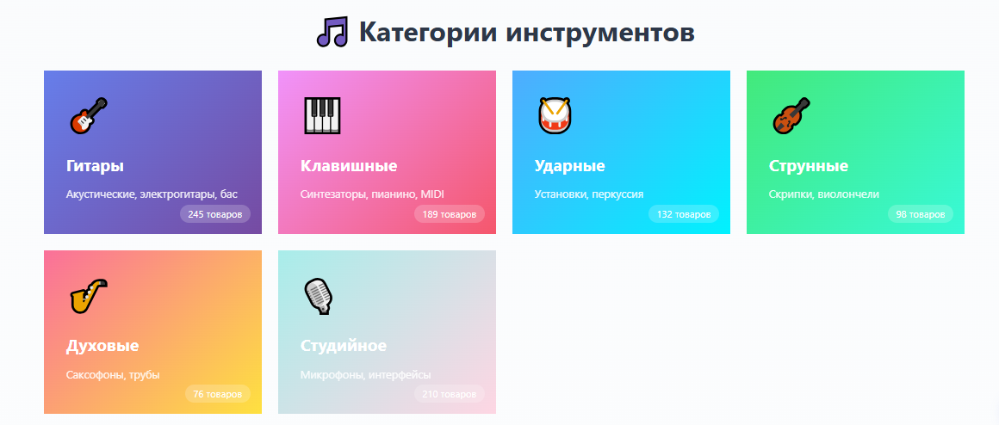 Категории инструментов
Гитары
Акустические, электрогитары, бас
245 товаров
Клавишные
Синтезаторы, пианино, MIDI
189 товаров
Ударные
Установки, перкуссия
132 товаров
Струнные
Скрипки, виолончели
98 товаров
Духовые
Саксофоны, трубы
76 товаров
Студийное
Микрофоны, интерфейсы
210 товаров